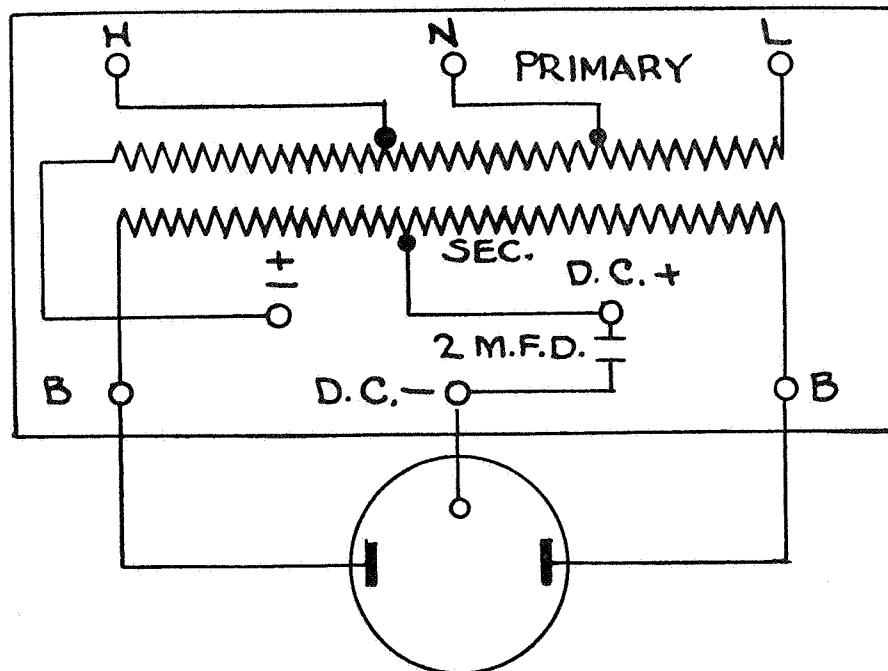 H N L
PRIMARY
SEC.
+
−
D.C. +
2 M.F.D.
B D.C. − B